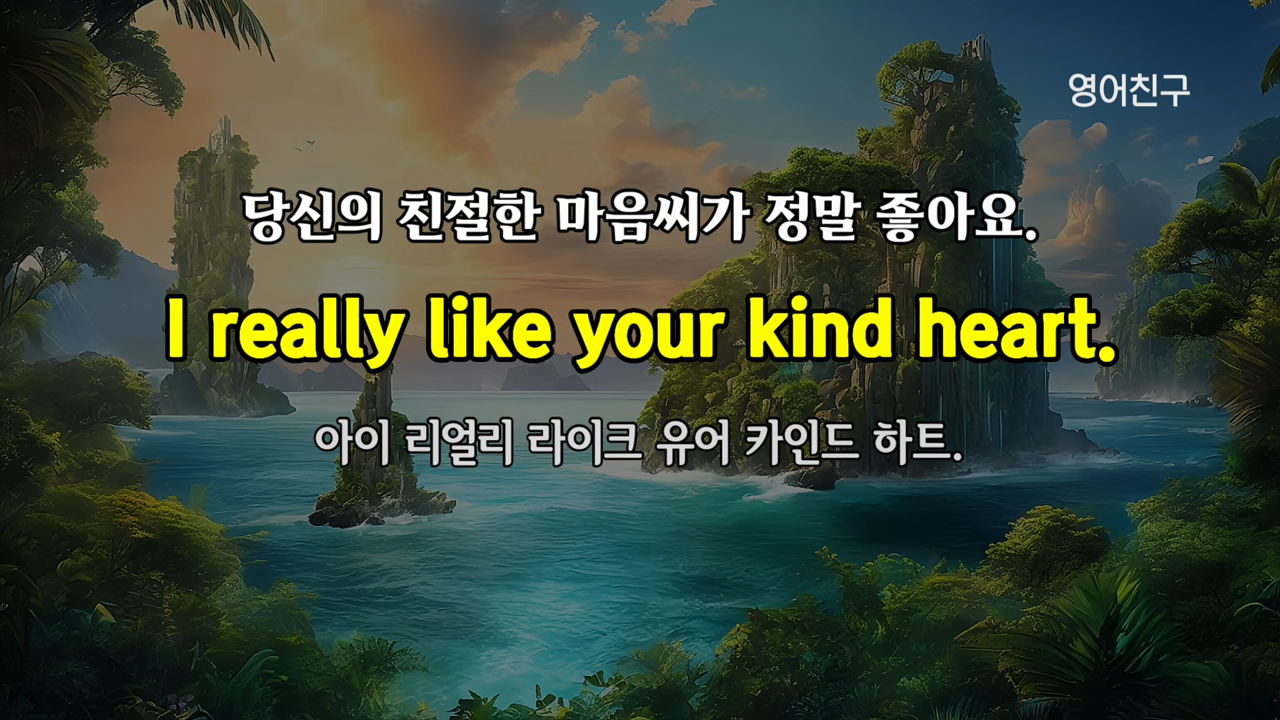 영어친구
당신의 친절한 마음씨가 정말 좋아요.
I really like your kind heart.
아이 리얼리 라이크 유어 카인드 하트.